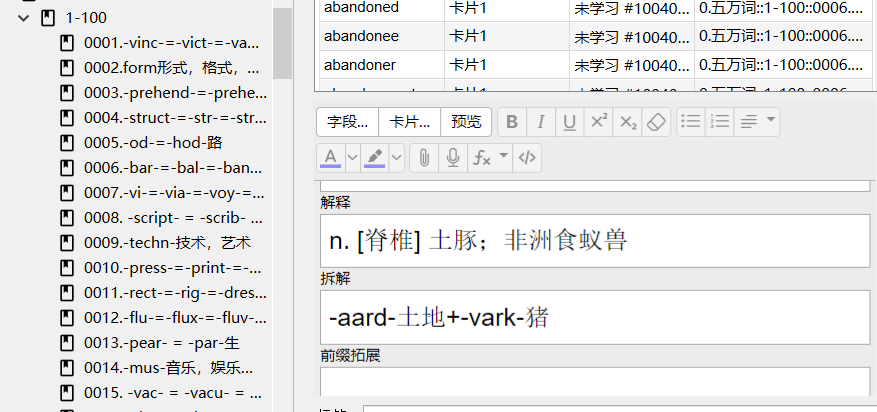 1-100
0001.-vinc-=-vict-=-va...
0002.form形式，格式，...
0003.-prehend-=-prehe...
0004.-struct-=-str-=-str...
0005.-od-=-hod-路
0006.-bar-=-bal-=-ban...
0007.-vi-=-via-=-voy-=...
0008. -script- = -scrib- ...
0009.-techn-技术，艺术
0010.-press-=-print-=-...
0011.-rect-=-rig-=-dres...
0012.-flu-=-flux-=-fluv-...
0013.-pear- = -par-生
0014.-mus-音乐，娱乐...
0015. -vac- = -vacu- = ...
abandoned 卡片1 未学习 #10040... 0.五万词::1-100::0006....
abandonee 卡片1 未学习 #10040... 0.五万词::1-100::0006....
abandoner 卡片1 未学习 #10040... 0.五万词::1-100::0006....
字段... 卡片... 预览 B I U x² x₂
A fx </>
解释
n. [脊椎] 土豚；非洲食蚁兽
拆解
-aard-土地+-vark-猪
前缀拓展